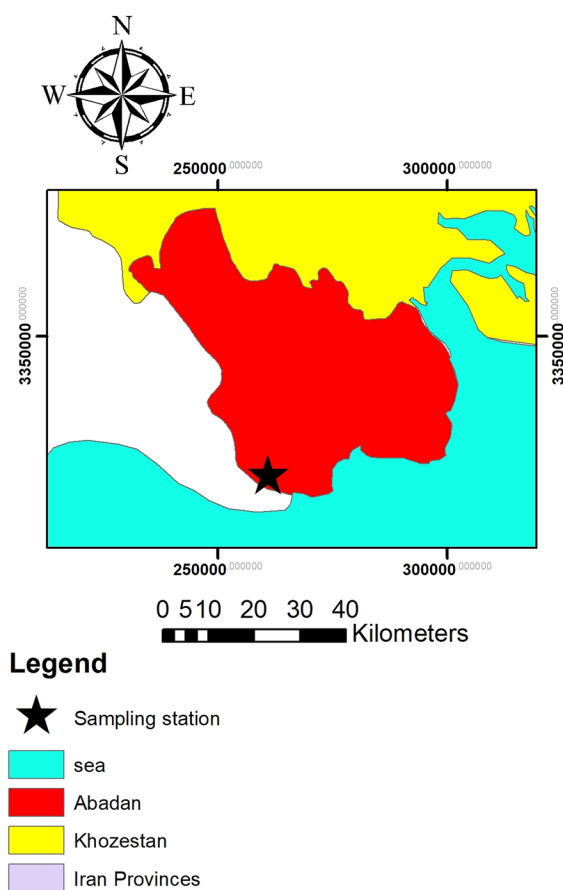 N
W E
S
250000.000000 300000.000000
3350000.000000 3350000.000000
250000.000000 300000.000000
0 5 10 20 30 40
Kilometers
Legend
Sampling station
sea
Abadan
Khozestan
Iran Provinces